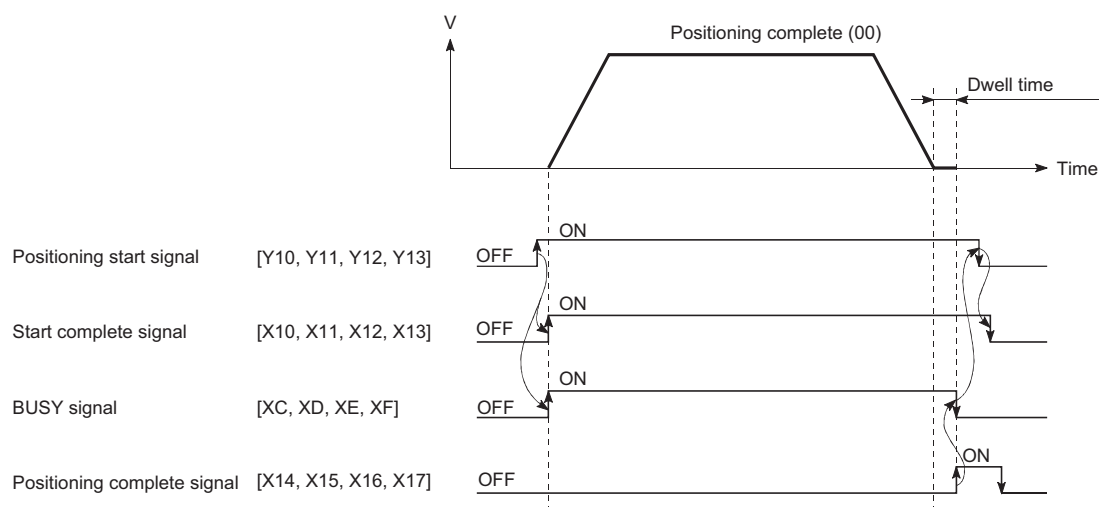 V
Positioning complete (00)
Dwell time
Time
ON
Positioning start signal [Y10, Y11, Y12, Y13] OFF
ON
Start complete signal [X10, X11, X12, X13] OFF
ON
BUSY signal [XC, XD, XE, XF] OFF
ON
Positioning complete signal [X14, X15, X16, X17] OFF